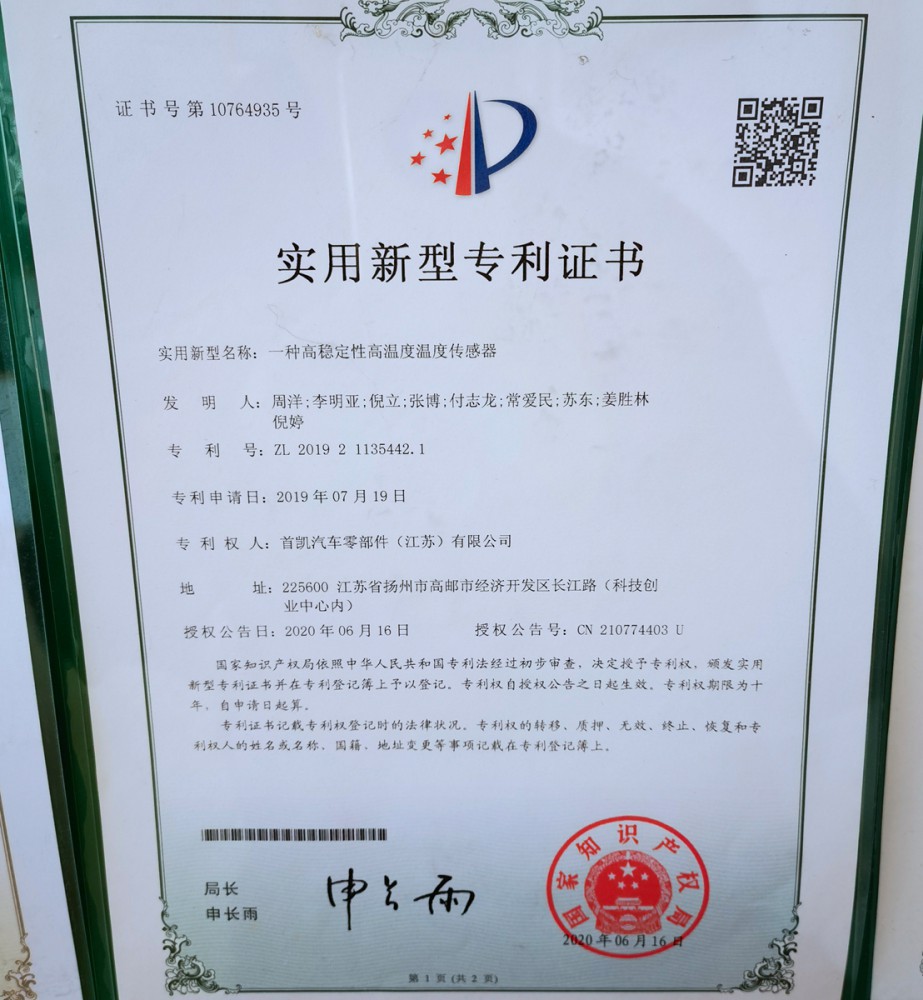 证书号第10764935号
实用新型专利证书
实用新型名称：一种高稳定性高温度温度传感器
发明人：周洋;李明亚;倪立;张博;付志龙;常爱民;苏东;姜胜林
倪婷
专利号：ZL 2019 2 1135442.1
专利申请日：2019年07月19日
专利权人：首凯汽车零部件（江苏）有限公司
地址：225600 江苏省扬州市高邮市经济开发区长江路（科技创
业中心内）
授权公告日：2020年06月16日 授权公告号：CN 210774403 U
国家知识产权局依照中华人民共和国专利法经过初步审查，决定授予专利权，颁发实用
新型专利证书并在专利登记簿上予以登记。专利权自授权公告之日起生效。专利权期限为十
年，自申请日起算。
专利证书记载专利权登记时的法律状况。专利权的转移、质押、无效、终止、恢复和专
利权人的姓名或名称、国籍、地址变更等事项记载在专利登记簿上。
局长
申长雨
申长雨
国家知识产权局
2020年06月16日
第1页(共2页)